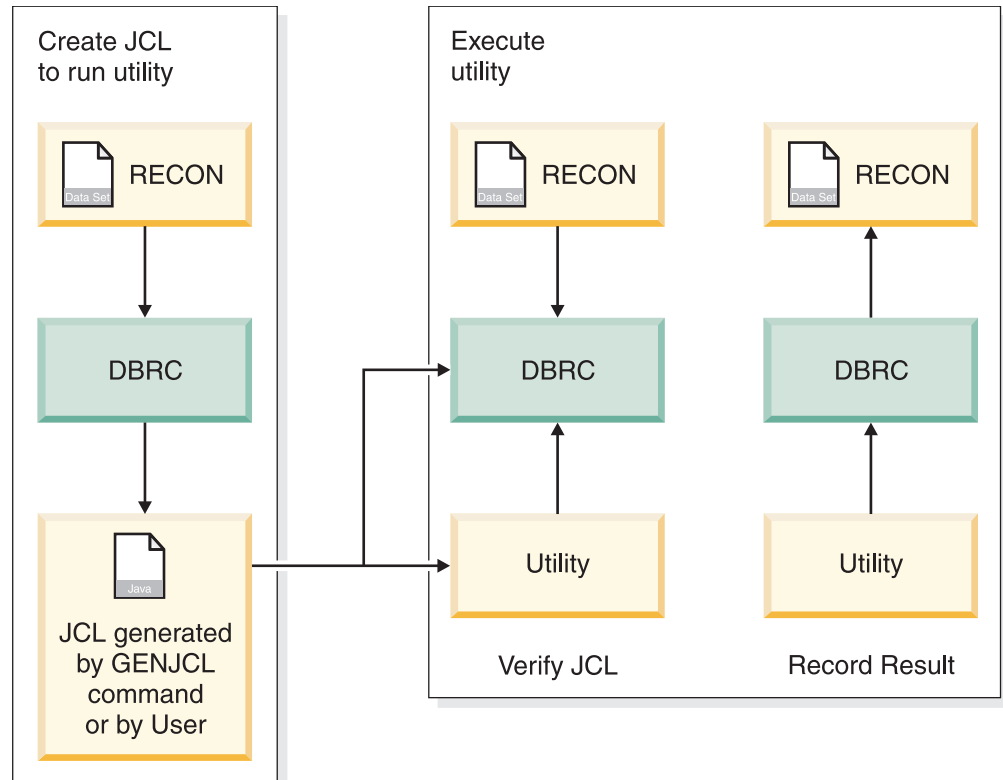 Create JCL
to run utility
RECON
Data Set
DBRC
Java
JCL generated
by GENJCL
command
or by User
Execute
utility
RECON
Data Set
DBRC
Utility
Verify JCL
RECON
Data Set
DBRC
Utility
Record Result